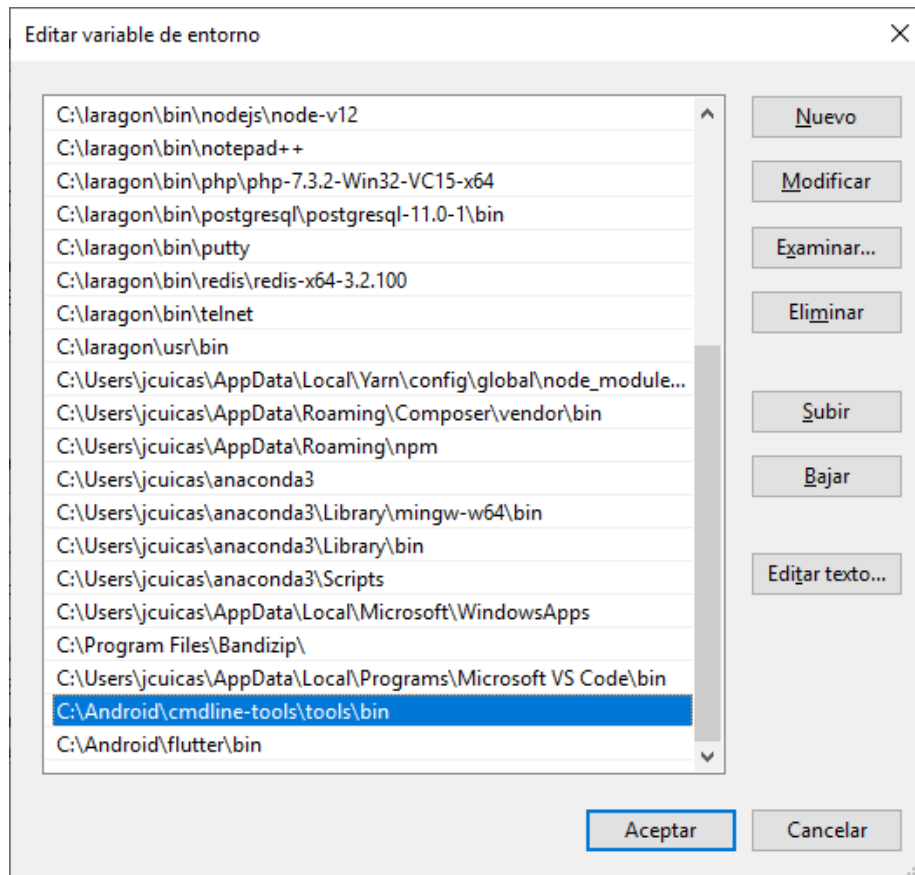 Editar variable de entorno
C:\laragon\bin\nodejs\node-v12
C:\laragon\bin\notepad++
C:\laragon\bin\php\php-7.3.2-Win32-VC15-x64
C:\laragon\bin\postgresql\postgresql-11.0-1\bin
C:\laragon\bin\putty
C:\laragon\bin\redis\redis-x64-3.2.100
C:\laragon\bin\telnet
C:\laragon\usr\bin
C:\Users\jcuicas\AppData\Local\Yarn\config\global\node_module...
C:\Users\jcuicas\AppData\Roaming\Composer\vendor\bin
C:\Users\jcuicas\AppData\Roaming\npm
C:\Users\jcuicas\anaconda3
C:\Users\jcuicas\anaconda3\Library\mingw-w64\bin
C:\Users\jcuicas\anaconda3\Library\bin
C:\Users\jcuicas\anaconda3\Scripts
C:\Users\jcuicas\AppData\Local\Microsoft\WindowsApps
C:\Program Files\Bandizip\
C:\Users\jcuicas\AppData\Local\Programs\Microsoft VS Code\bin
C:\Android\cmdline-tools\tools\bin
C:\Android\flutter\bin
Nuevo
Modificar
Examinar...
Eliminar
Subir
Bajar
Editar texto...
Aceptar
Cancelar